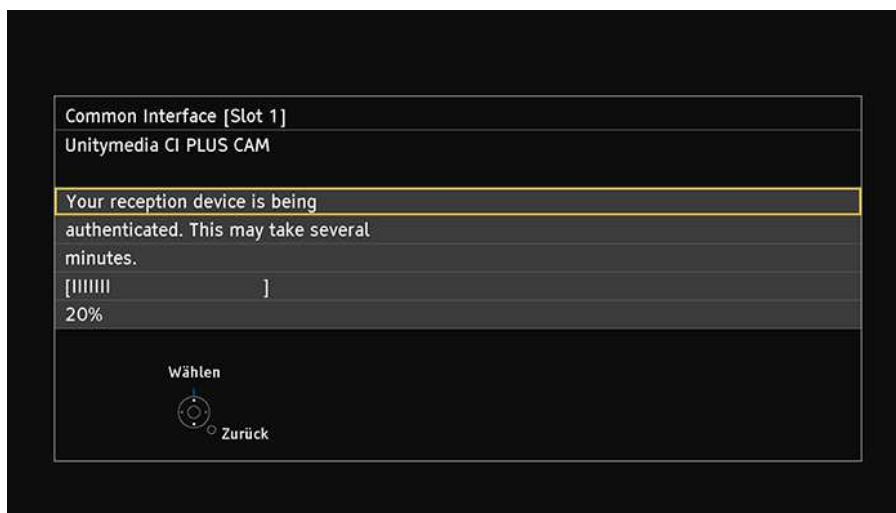 Common Interface [Slot 1]
Unitymedia CI PLUS CAM
Your reception device is being
authenticated. This may take several
minutes.
[IIIIIII ]
20%
Wählen
Zurück